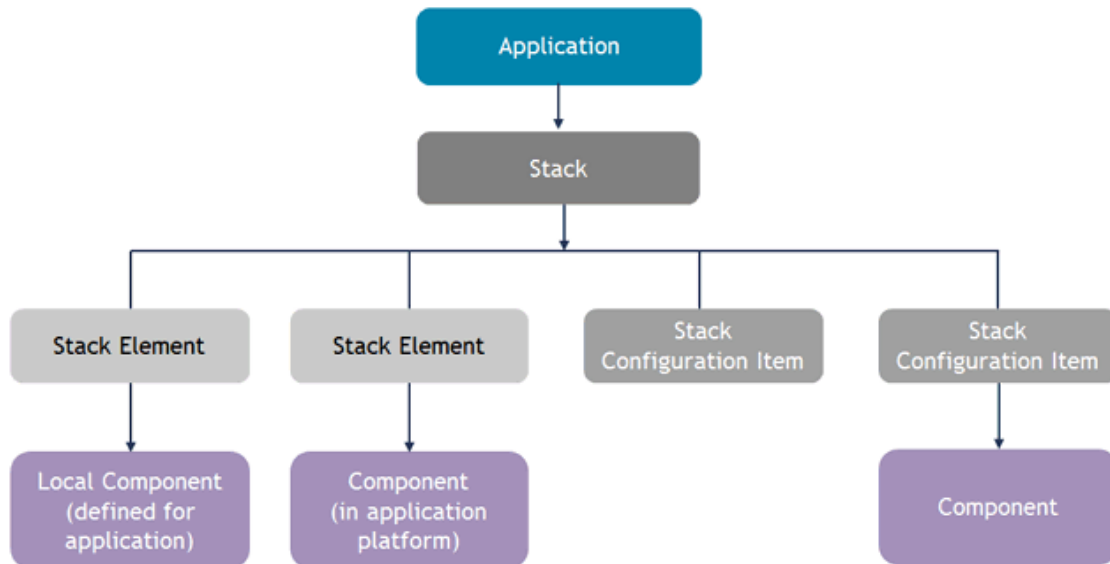 Application
Stack
Stack Element
Stack Element
Stack
Configuration Item
Stack
Configuration Item
Local Component
(defined for
application)
Component
(in application
platform)
Component